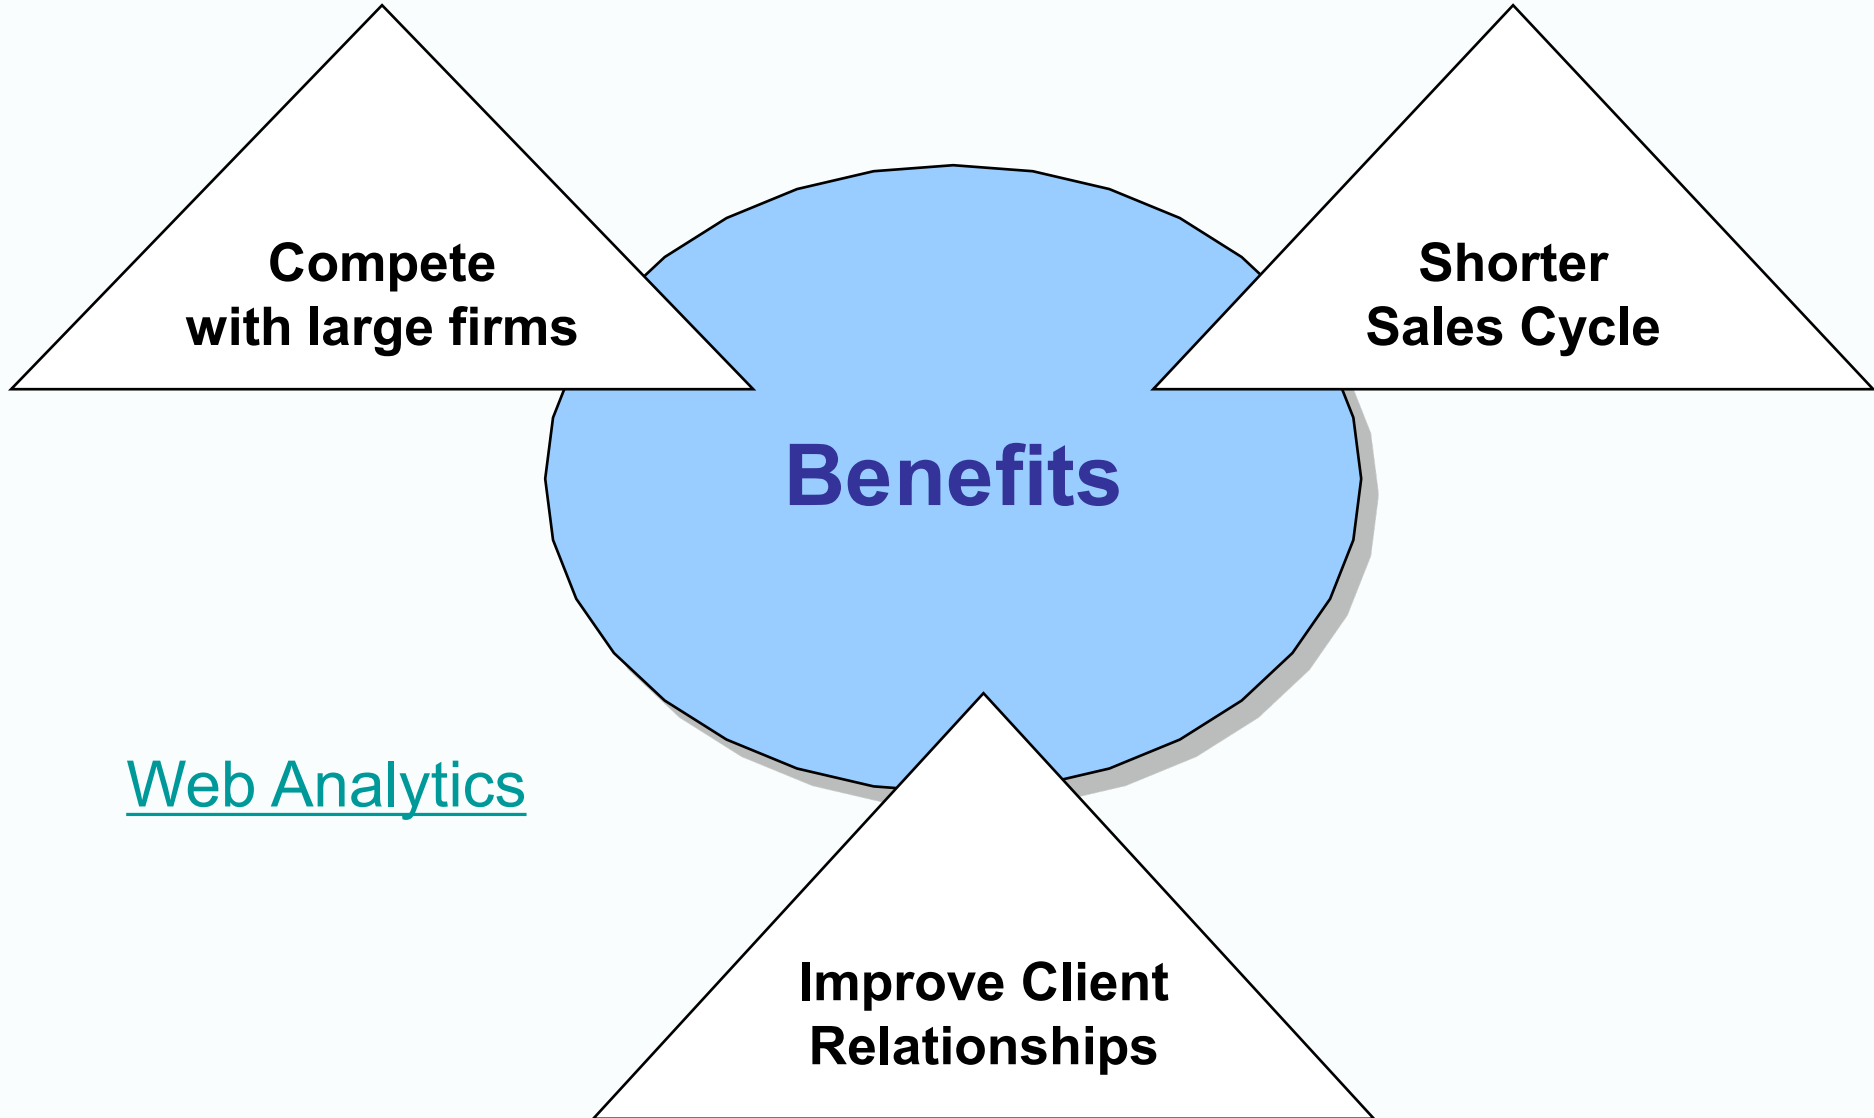 Compete
with large firms
Shorter
Sales Cycle
Benefits
Web Analytics
Improve Client
Relationships